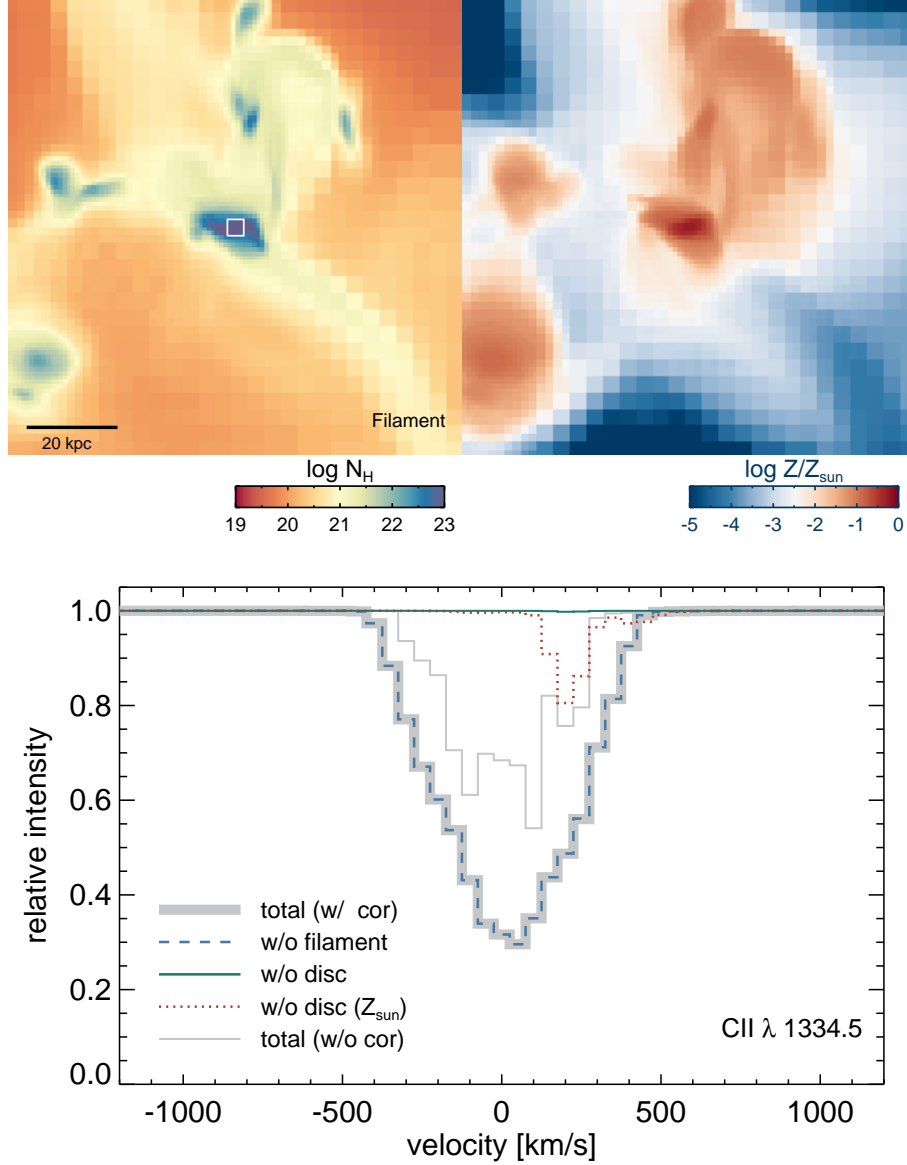 Filament
20 kpc
log N_H
log Z/Z_sun
19 20 21 22 23
-5 -4 -3 -2 -1 0
1.0
0.8
0.6
0.4
0.2
0.0
relative intensity
total (w/ cor)
w/o filament
w/o disc
w/o disc (Z_sun)
total (w/o cor)
CII λ 1334.5
-1000 -500 0 500 1000
velocity [km/s]